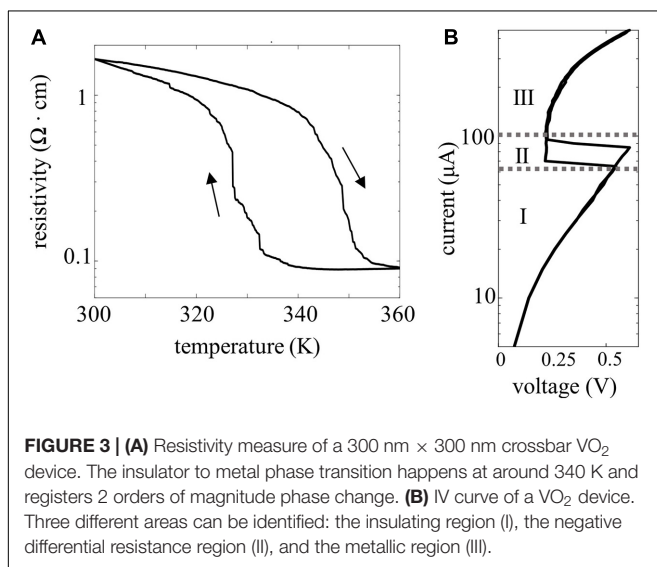 A
resistivity (Ω · cm)
1
0.1
300
320
340
360
temperature (K)
B
current (μA)
100
10
III
II
I
0
0.25
0.5
voltage (V)
FIGURE 3 | (A) Resistivity measure of a 300 nm × 300 nm crossbar VO₂
device. The insulator to metal phase transition happens at around 340 K and
registers 2 orders of magnitude phase change. (B) IV curve of a VO₂ device.
Three different areas can be identified: the insulating region (I), the negative
differential resistance region (II), and the metallic region (III).